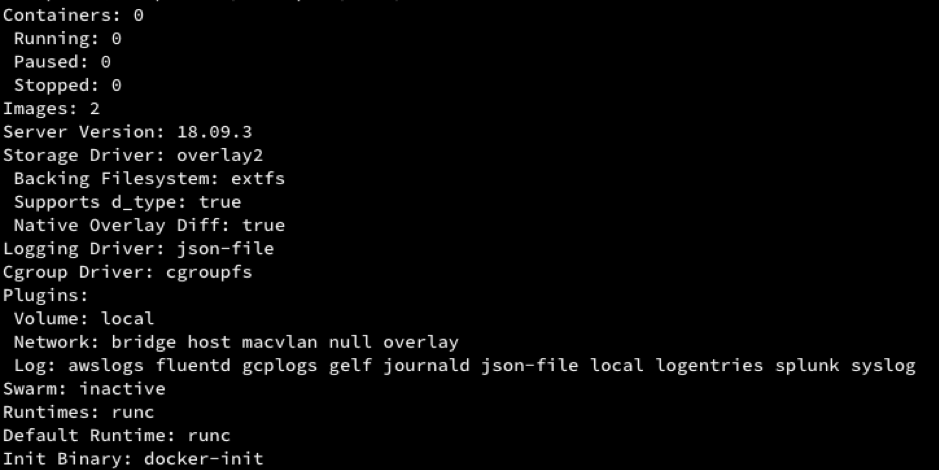 Containers: 0
 Running: 0
 Paused: 0
 Stopped: 0
Images: 2
Server Version: 18.09.3
Storage Driver: overlay2
 Backing Filesystem: extfs
 Supports d_type: true
 Native Overlay Diff: true
Logging Driver: json-file
Cgroup Driver: cgroupfs
Plugins:
 Volume: local
 Network: bridge host macvlan null overlay
 Log: awslogs fluentd gcplogs gelf journald json-file local logentries splunk syslog
Swarm: inactive
Runtimes: runc
Default Runtime: runc
Init Binary: docker-init